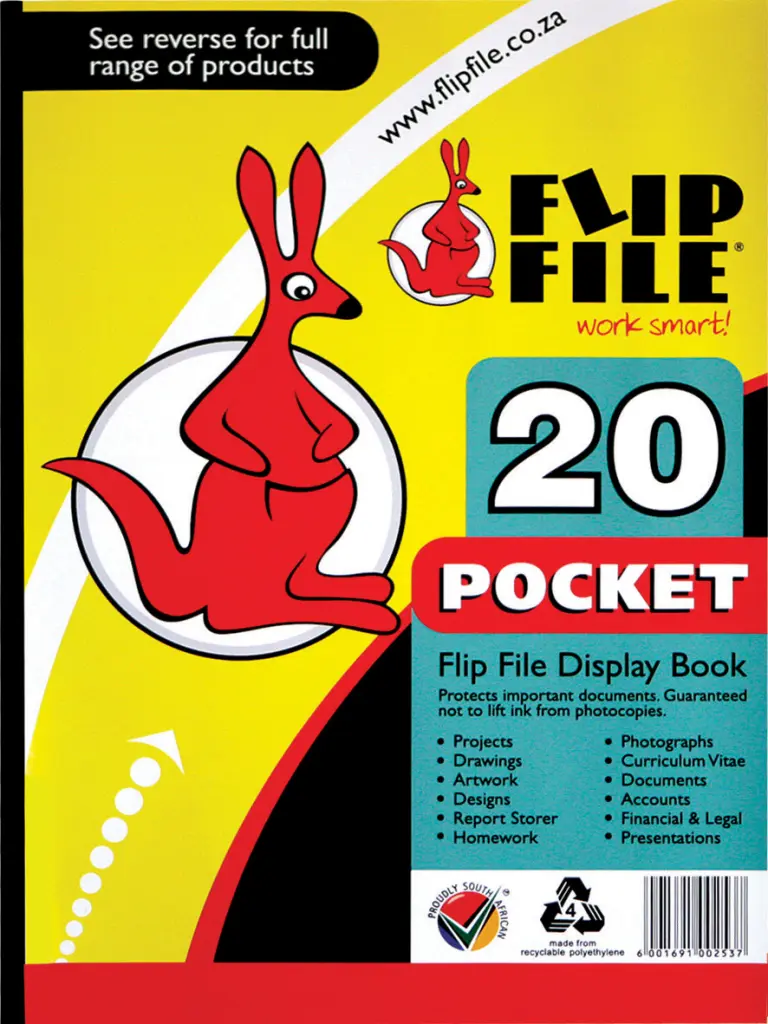 See reverse for full
range of products
www.flipfile.co.za
FLIP
FILE®
work smart!
20
POCKET
Flip File Display Book
Protects important documents. Guaranteed
not to lift ink from photocopies.
• Projects
• Drawings
• Artwork
• Designs
• Report Storer
• Homework
• Photographs
• Curriculum Vitae
• Documents
• Accounts
• Financial & Legal
• Presentations
PROUDLY SOUTH AFRICAN ®
4
made from
recyclable polyethylene
6 001691 002537